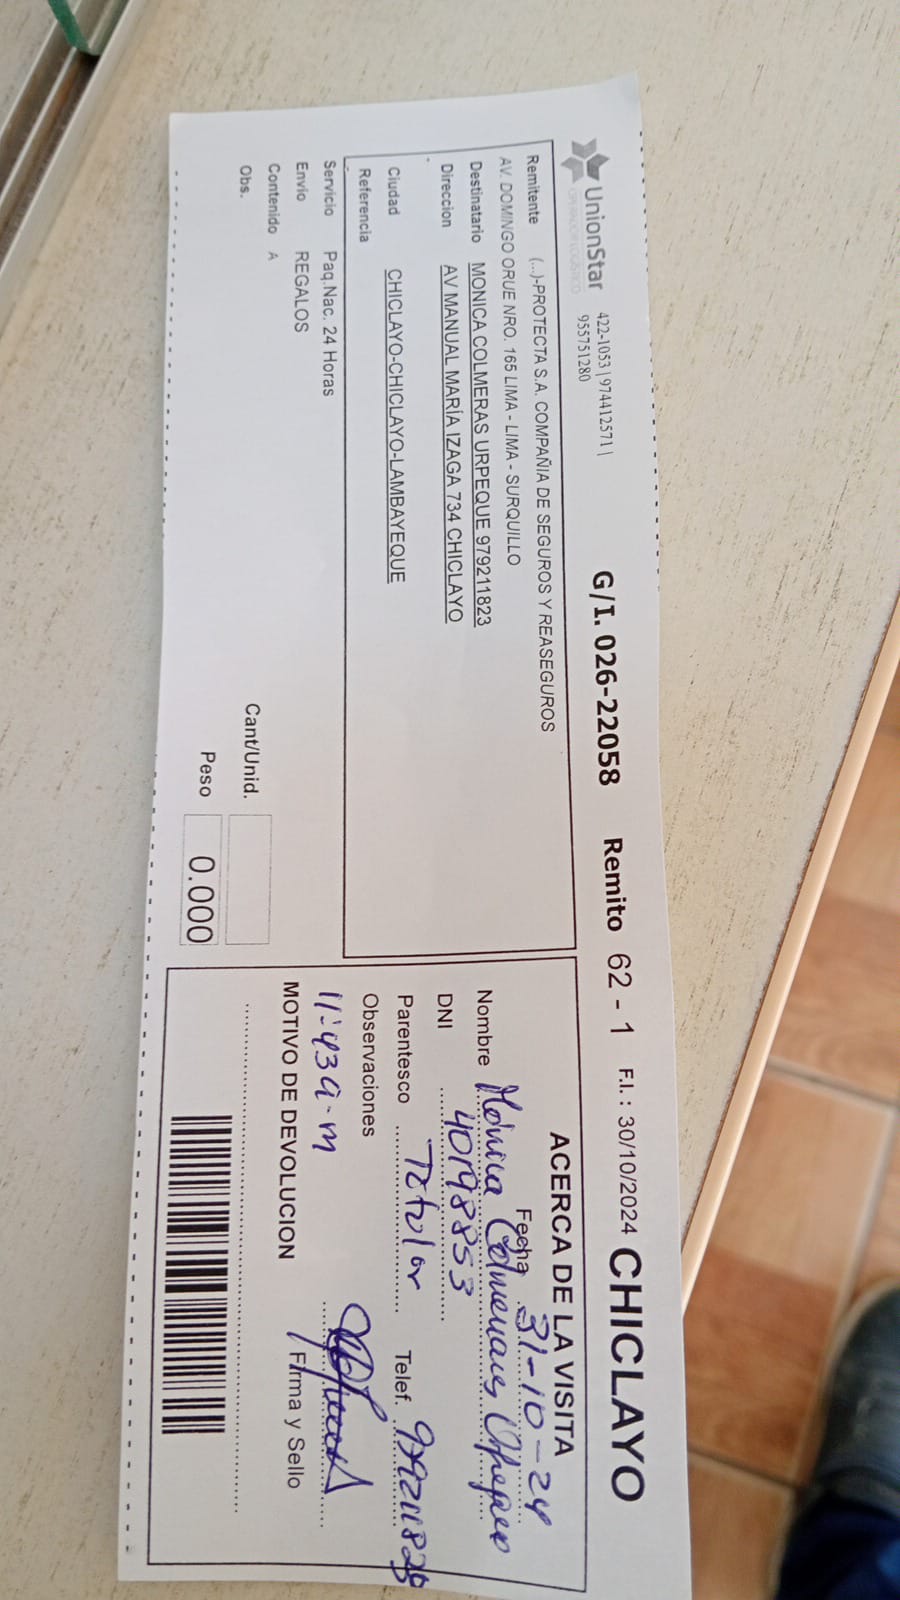 UnionStar
422-1053 | 974412571 |
955751280
G/I. 026-22058 Remito 62 - 1 F.I. : 30/10/2024 CHICLAYO
Remitente (...)-PROTECTA S.A. COMPAÑIA DE SEGUROS Y REASEGUROS
AV. DOMINGO ORUE NRO. 165 LIMA - LIMA - SURQUILLO
Destinatario MONICA COLMERAS URPEQUE 979211823
Direccion AV MANUAL MARÍA IZAGA 734 CHICLAYO
Ciudad CHICLAYO-CHICLAYO-LAMBAYEQUE
Referencia
Servicio Paq.Nac. 24 Horas
Envio REGALOS
Contenido A
Obs.
Cant/Unid.
Peso 0.000
ACERCA DE LA VISITA
Fecha 31-10-24
Nombre Mónica
DNI 40198853
Parentesco Titular Telef.
Observaciones
11:43a.m
Firma y Sello
MOTIVO DE DEVOLUCION